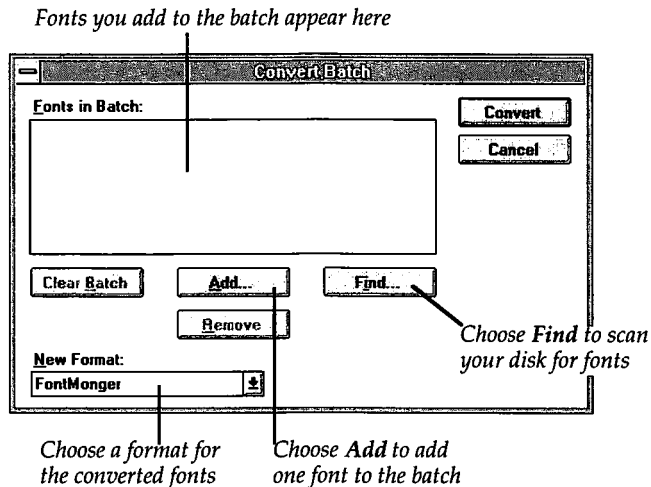 Fonts you add to the batch appear here
Convert Batch
Fonts in Batch:
Convert
Cancel
Clear Batch
Add...
Find...
Remove
Choose Find to scan
your disk for fonts
New Format:
FontMonger
Choose a format for
the converted fonts
Choose Add to add
one font to the batch